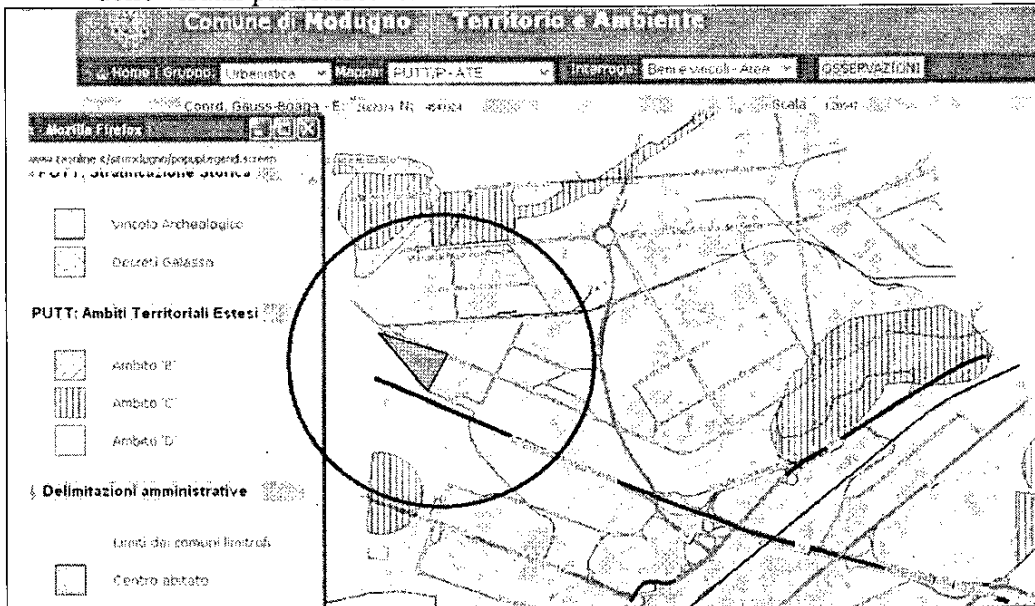 Comune di Modugno Territorio e Ambiente
Home | Gruppo: Urbanistica Mappa: PUTT/P - ATE Interroga: Beni e vincoli - Area OSSERVAZIONI
Coord. Gauss-Boaga - E: N: Scala
Mozilla Firefox
PUTT: Stratificazione Storica
Vincolo Archeologico
Decreti Galasso
PUTT: Ambiti Territoriali Estesi
Ambito 'B'
Ambito 'C'
Ambito 'D'
Delimitazioni amministrative
Limiti dei comuni limitrofi
Centro abitato